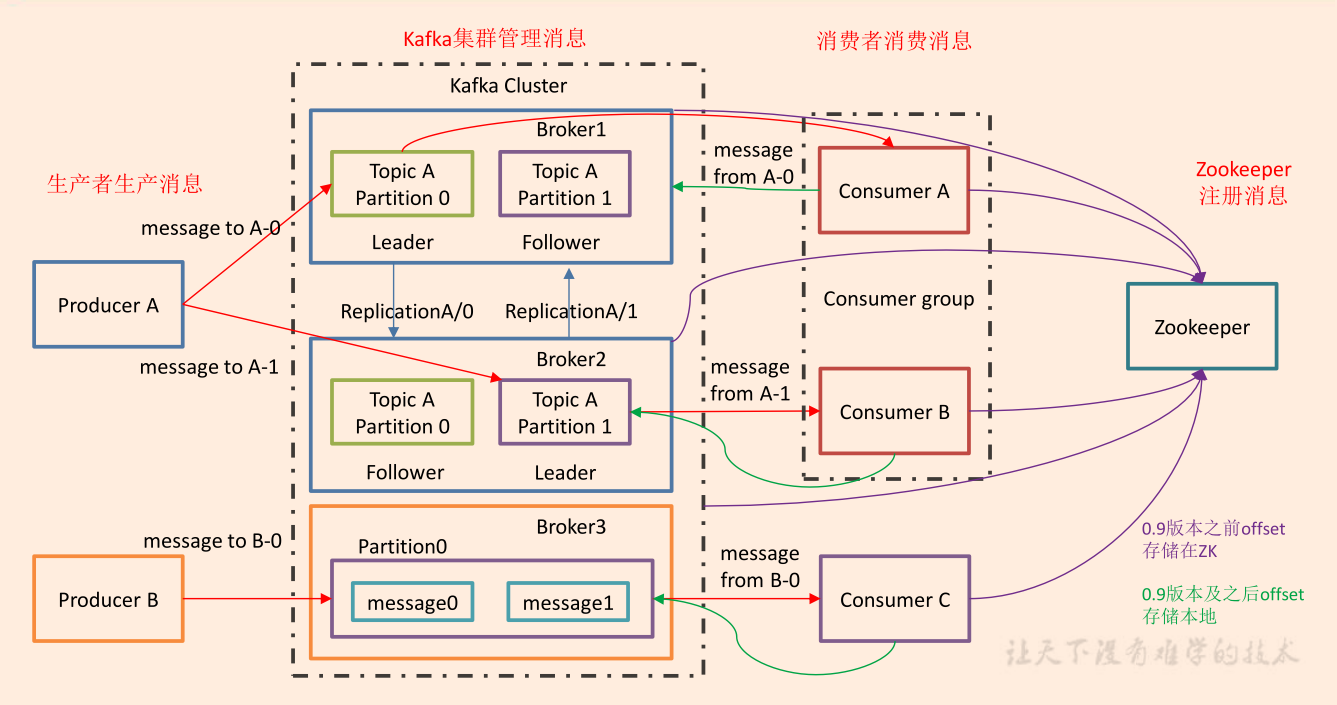 Kafka集群管理消息
消费者消费消息
Kafka Cluster
生产者生产消息
Broker1
Topic A
Partition 0
Topic A
Partition 1
Leader
Follower
message to A-0
message
from A-0
Consumer A
Zookeeper
注册消息
Producer A
ReplicationA/0
ReplicationA/1
Consumer group
Zookeeper
message to A-1
Broker2
Topic A
Partition 0
Topic A
Partition 1
Follower
Leader
message
from A-1
Consumer B
message to B-0
Broker3
Partition0
message0
message1
Producer B
message
from B-0
Consumer C
0.9版本之前offset
存储在ZK
0.9版本及之后offset
存储本地
让天下没有难学的技术